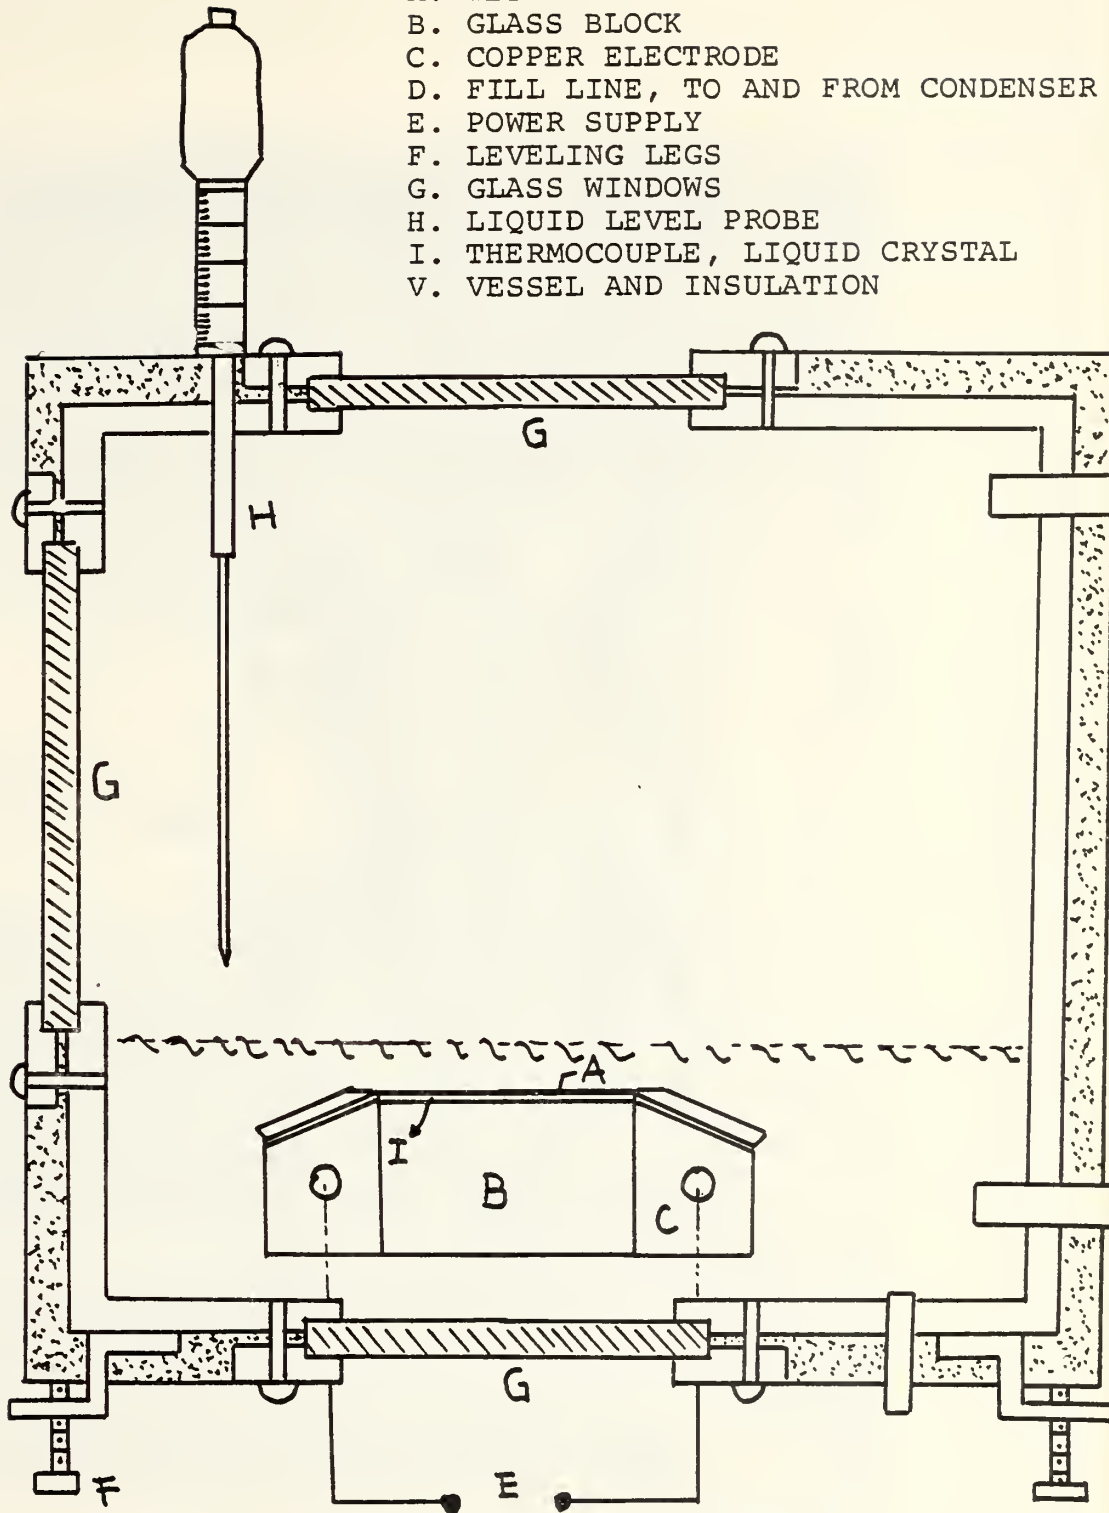 B. GLASS BLOCK
C. COPPER ELECTRODE
D. FILL LINE, TO AND FROM CONDENSER
E. POWER SUPPLY
F. LEVELING LEGS
G. GLASS WINDOWS
H. LIQUID LEVEL PROBE
I. THERMOCOUPLE, LIQUID CRYSTAL
V. VESSEL AND INSULATION
G
H
G
A
I
B
C
G
E
F